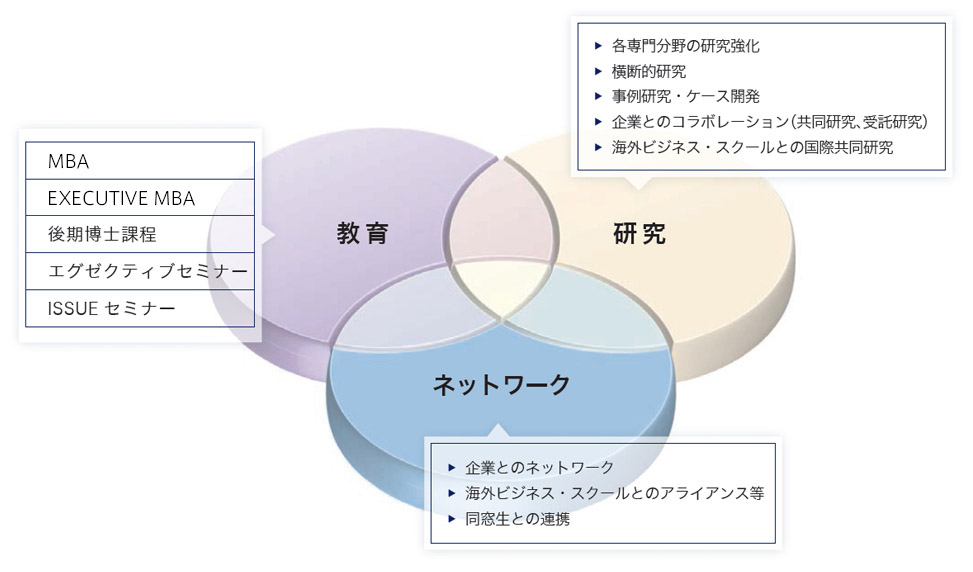 各専門分野の研究強化
横断的研究
事例研究・ケース開発
企業とのコラボレーション(共同研究、受託研究)
海外ビジネス・スクールとの国際共同研究
MBA
EXECUTIVE MBA
後期博士課程
エグゼクティブセミナー
ISSUE セミナー
教育
研究
ネットワーク
企業とのネットワーク
海外ビジネス・スクールとのアライアンス等
同窓生との連携